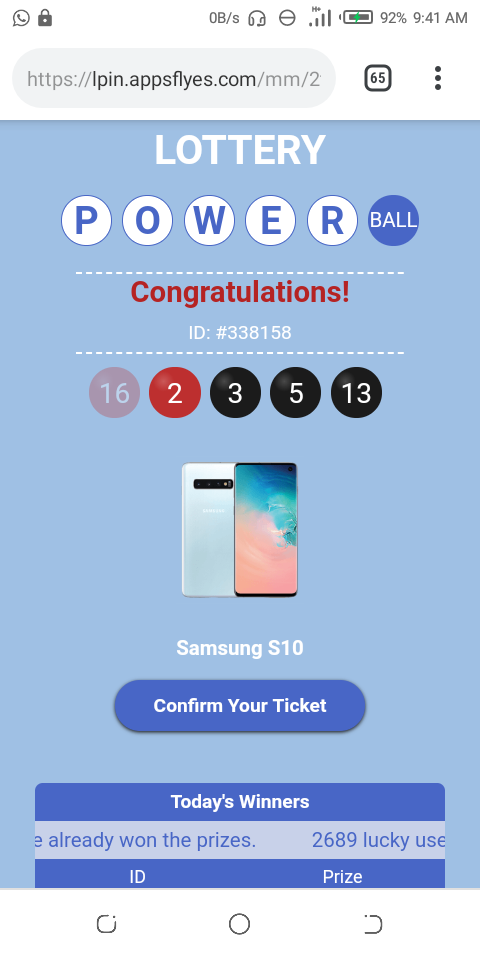 0B/s H+ 92% 9:41 AM
https://lpin.appsflyes.com/mm/2 65
LOTTERY
P O W E R BALL
Congratulations!
ID: #338158
16 2 3 5 13
SAMSUNG
Samsung S10
Confirm Your Ticket
Today's Winners
e already won the prizes. 2689 lucky use
ID Prize